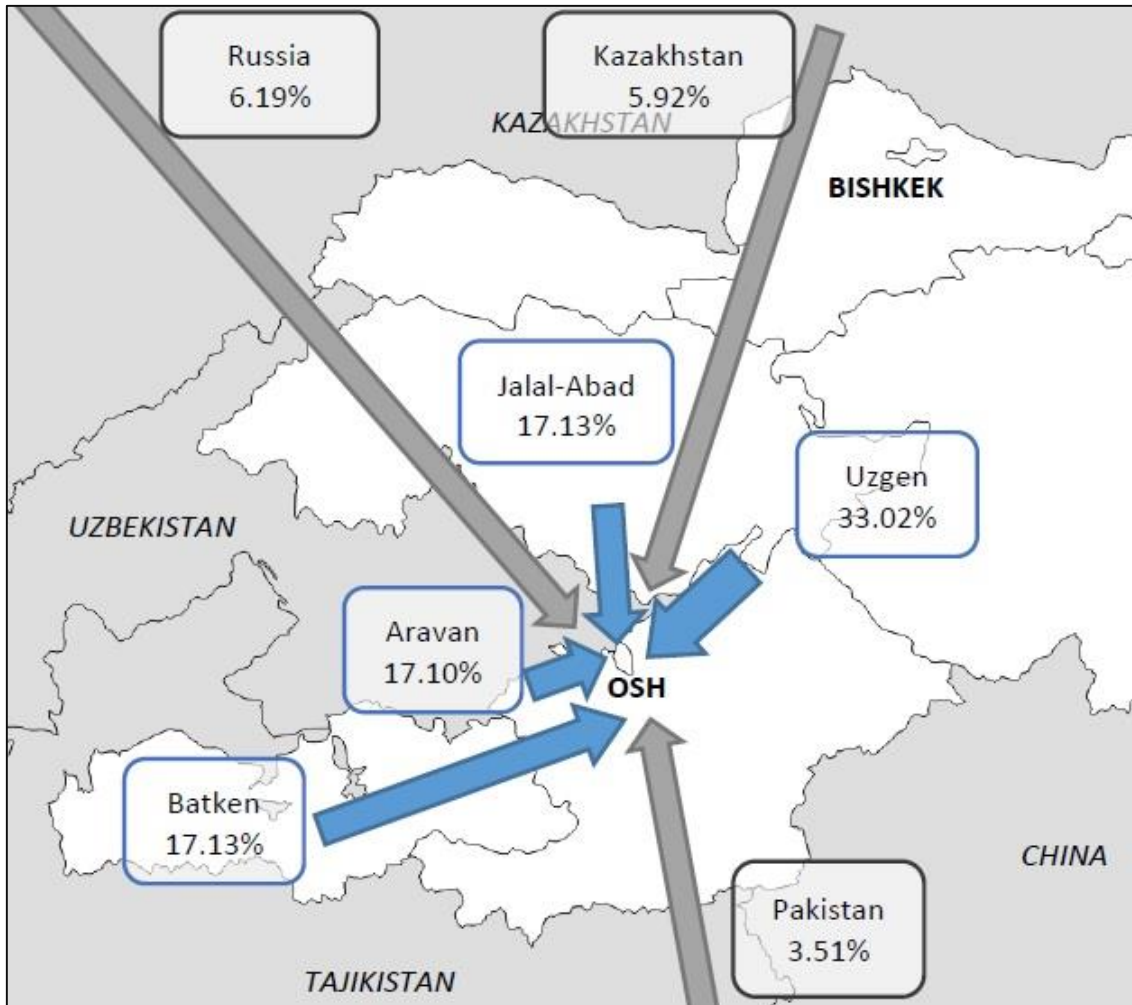 Russia
6.19%
Kazakhstan
5.92%
KAZAKHSTAN
BISHKEK
Jalal-Abad
17.13%
Uzgen
33.02%
UZBEKISTAN
Aravan
17.10%
OSH
Batken
17.13%
CHINA
Pakistan
3.51%
TAJIKISTAN